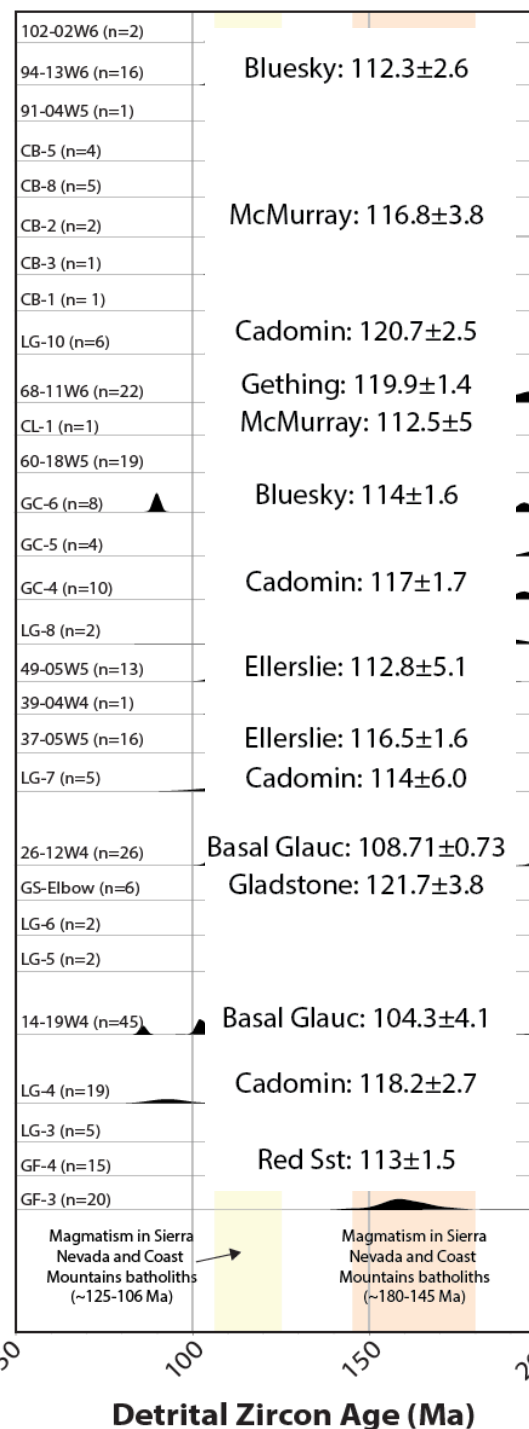 102-02W6 (n=2)
94-13W6 (n=16)
Bluesky: 112.3±2.6
91-04W5 (n=1)
CB-5 (n=4)
CB-8 (n=5)
CB-2 (n=2)
McMurray: 116.8±3.8
CB-3 (n=1)
CB-1 (n= 1)
LG-10 (n=6)
Cadomin: 120.7±2.5
68-11W6 (n=22)
Gething: 119.9±1.4
CL-1 (n=1)
McMurray: 112.5±5
60-18W5 (n=19)
GC-6 (n=8)
Bluesky: 114±1.6
GC-5 (n=4)
GC-4 (n=10)
Cadomin: 117±1.7
LG-8 (n=2)
49-05W5 (n=13)
Ellerslie: 112.8±5.1
39-04W4 (n=1)
37-05W5 (n=16)
Ellerslie: 116.5±1.6
LG-7 (n=5)
Cadomin: 114±6.0
26-12W4 (n=26)
Basal Glauc: 108.71±0.73
GS-Elbow (n=6)
Gladstone: 121.7±3.8
LG-6 (n=2)
LG-5 (n=2)
14-19W4 (n=45)
Basal Glauc: 104.3±4.1
LG-4 (n=19)
Cadomin: 118.2±2.7
LG-3 (n=5)
GF-4 (n=15)
Red Sst: 113±1.5
GF-3 (n=20)
Magmatism in Sierra
Nevada and Coast
Mountains batholiths
(~125-106 Ma)
Magmatism in Sierra
Nevada and Coast
Mountains batholiths
(~180-145 Ma)
100
150
Detrital Zircon Age (Ma)